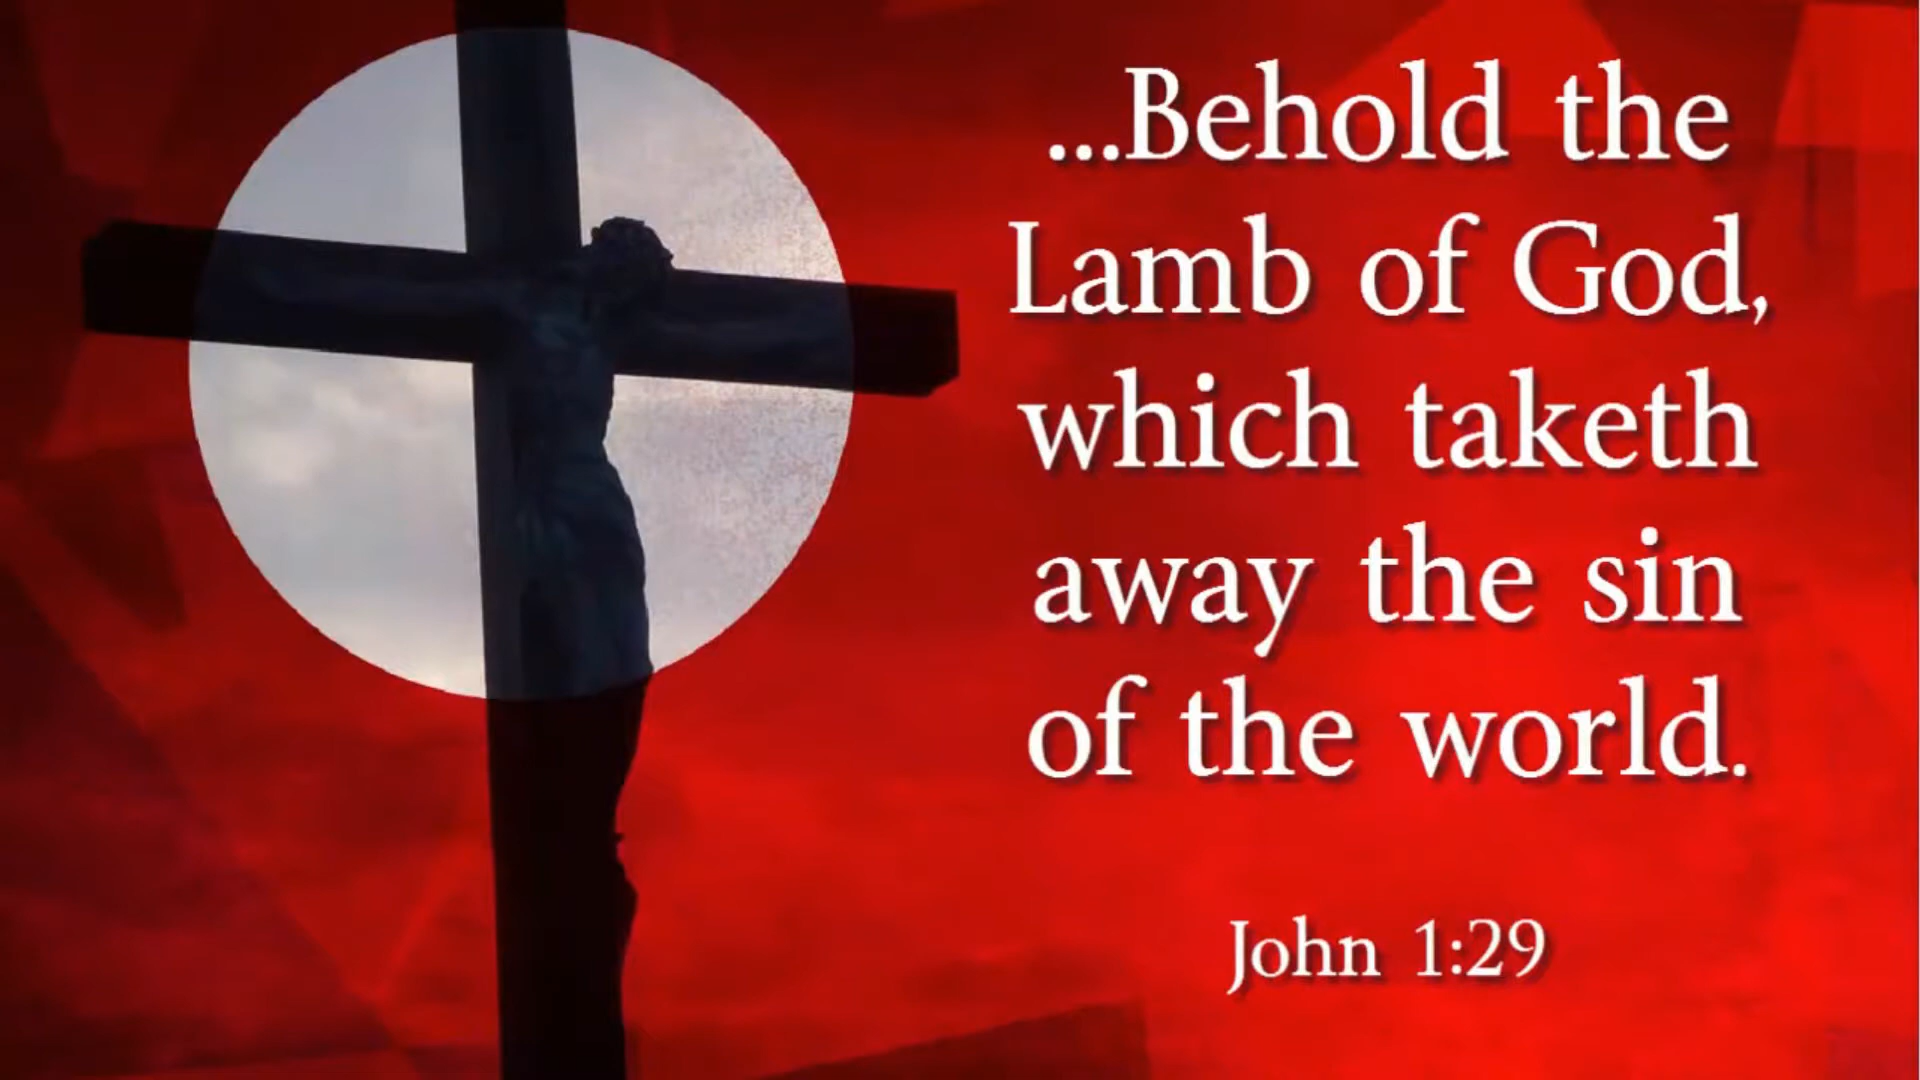 ...Behold the
Lamb of God,
which taketh
away the sin
of the world.
John 1:29